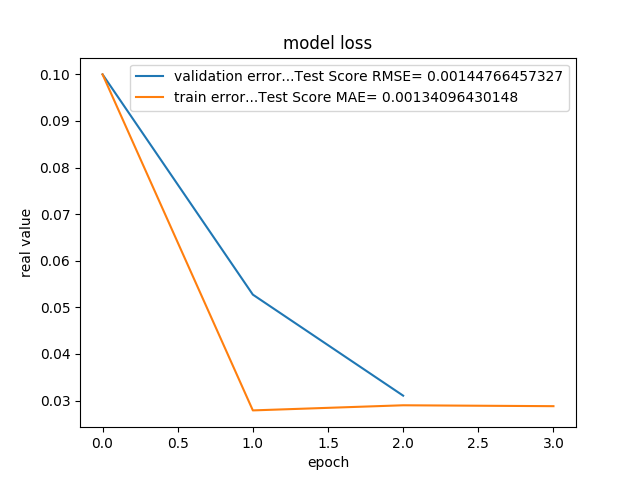 model loss
validation error...Test Score RMSE= 0.00144766457327
train error...Test Score MAE= 0.00134096430148
0.10
0.09
0.08
0.07
0.06
0.05
0.04
0.03
real value
0.0 0.5 1.0 1.5 2.0 2.5 3.0
epoch